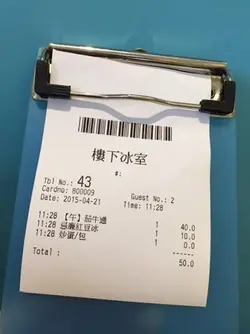 樓下冰室
#:
Tbl No.: 43
Cardno: 800009 Guest No.: 2
Date: 2015-04-21 Time: 11:28
11:28 【午】茄牛通 1 40.0
11:28 忌廉紅豆冰 1 10.0
11:28 炒蛋/包 1 0.0
Total : 50.0